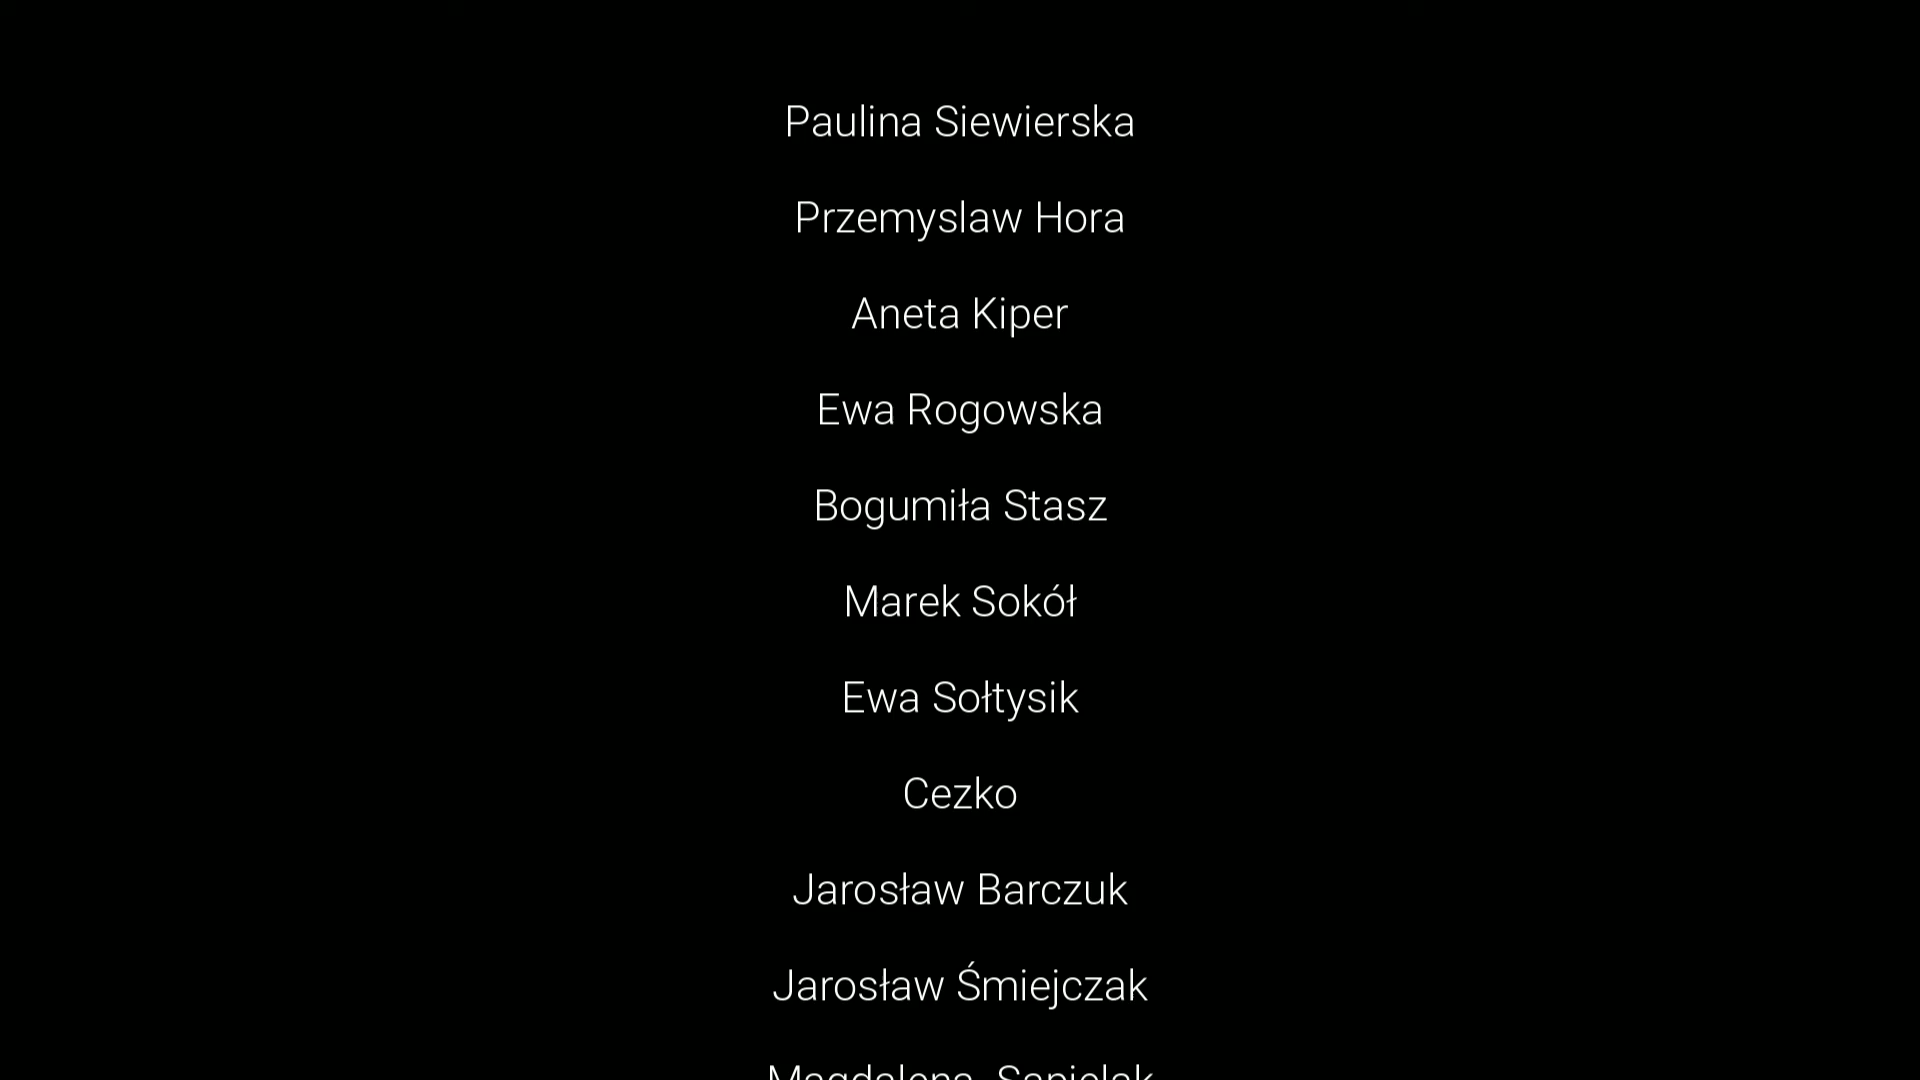 Paulina Siewierska
Przemyslaw Hora
Aneta Kiper
Ewa Rogowska
Bogumiła Stasz
Marek Sokół
Ewa Sołtysik
Cezko
Jarosław Barczuk
Jarosław Śmiejczak
Magdalena